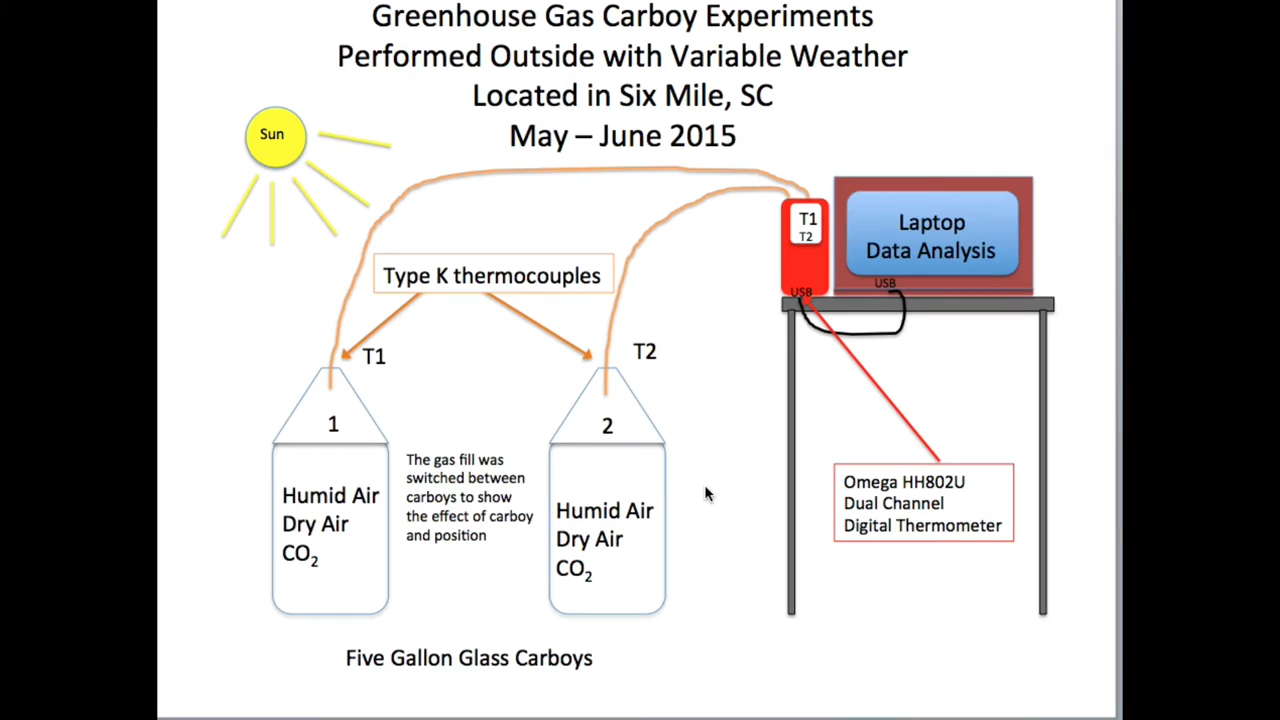 Greenhouse Gas Carboy Experiments
Performed Outside with Variable Weather
Located in Six Mile, SC
May – June 2015
Sun
T1
T2
Laptop
Data Analysis
USB
USB
Type K thermocouples
T1
T2
1
2
The gas fill was
switched between
carboys to show
the effect of carboy
and position
Humid Air
Dry Air
CO₂
Humid Air
Dry Air
CO₂
Omega HH802U
Dual Channel
Digital Thermometer
Five Gallon Glass Carboys